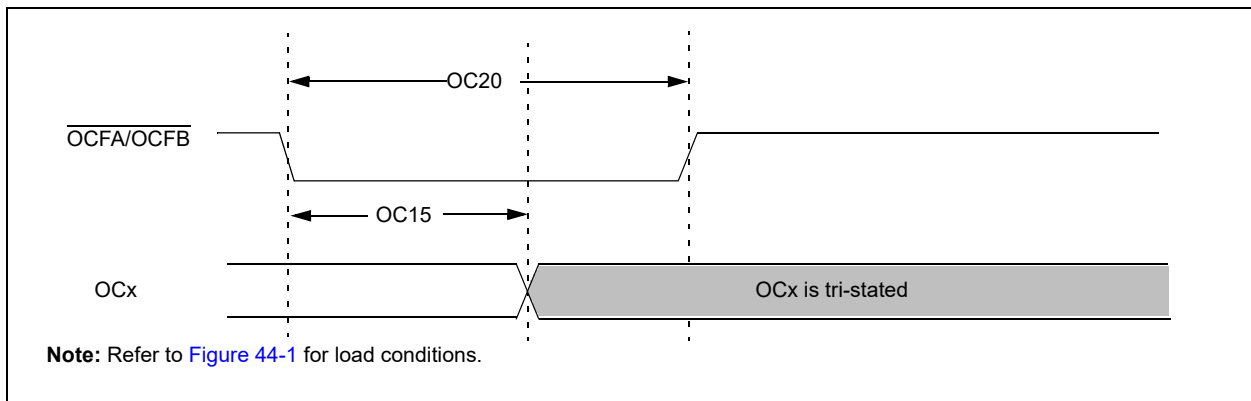 OC20
OCFA/OCFB
OC15
OCx
OCx is tri-stated
Note: Refer to Figure 44-1 for load conditions.